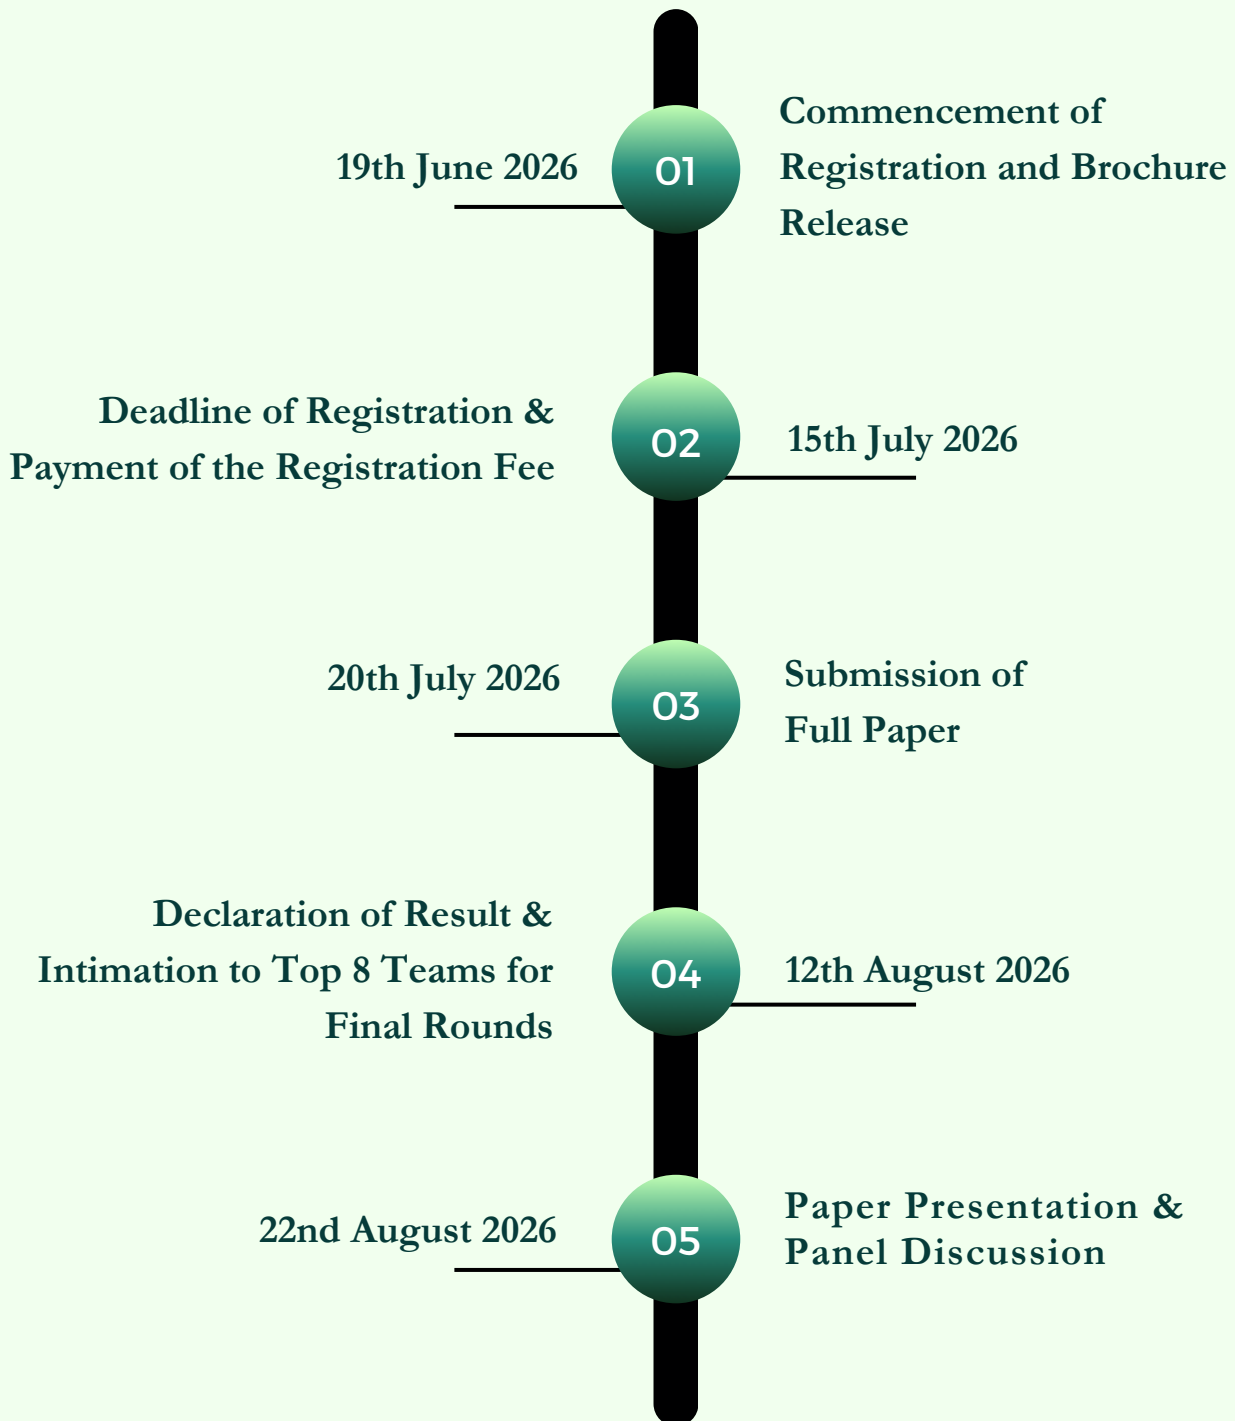 19th June 2026
01
Commencement of
Registration and Brochure
Release
Deadline of Registration &
Payment of the Registration Fee
02
15th July 2026
20th July 2026
03
Submission of
Full Paper
Declaration of Result &
Intimation to Top 8 Teams for
Final Rounds
04
12th August 2026
22nd August 2026
05
Paper Presentation &
Panel Discussion